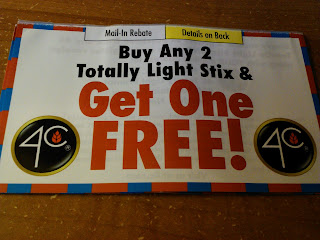 Mail-In Rebate Details on Back
Buy Any 2
Totally Light Stix &
Get One
FREE!
4C®
4C®